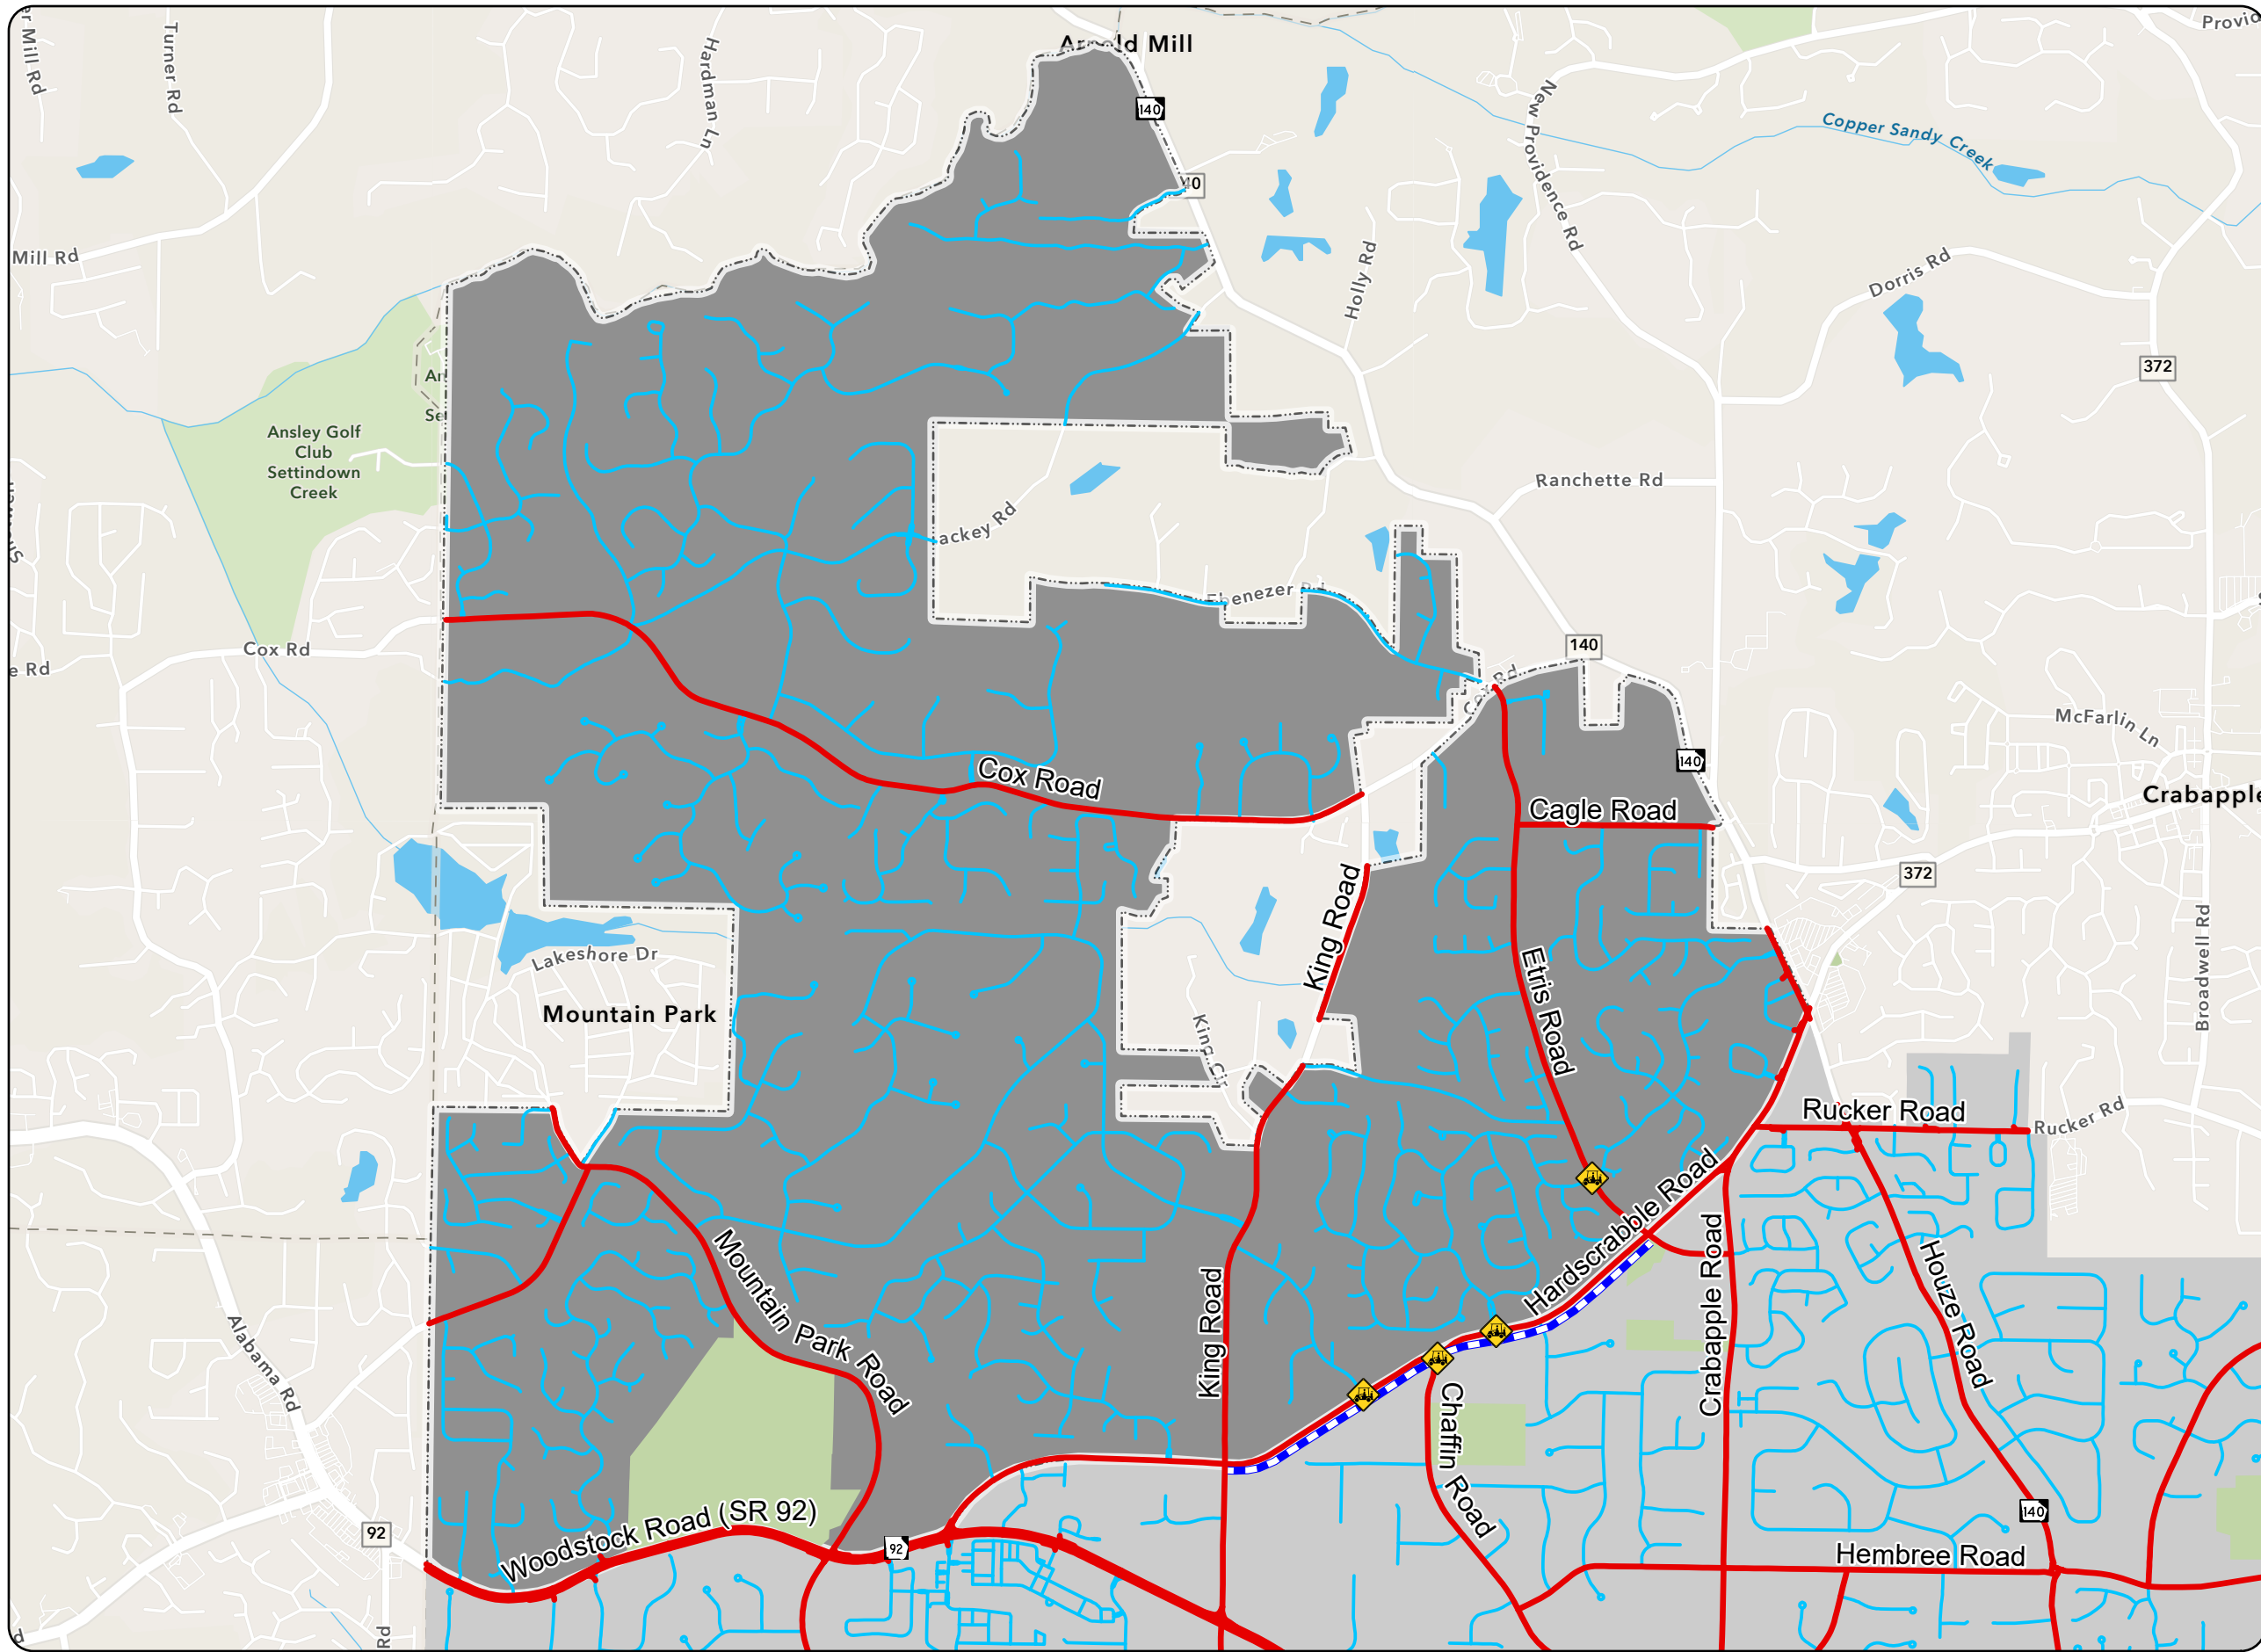 Arnold Mill
Turner Rd
Hardman Ln
140
New Providence Rd
Copper Sandy Creek
Mill Rd
Holly Rd
Dorris Rd
372
Ansley Golf
Club
Settindown
Creek
Ranchette Rd
Ebenezer
Cox Rd
140
McFarlin Ln
140
Crabapple
Cox Road
Cagle Road
372
King Road
Etris Road
Broadwell Rd
Lakeshore Dr
Mountain Park
King Cir
Rucker Road
Rucker Rd
Hardscrabble Road
Mountain Park Road
King Road
Crabapple Road
Houze Road
Alabama Rd
Chaffin Road
Woodstock Road (SR 92)
92
92
140
Hembree Road
Rd